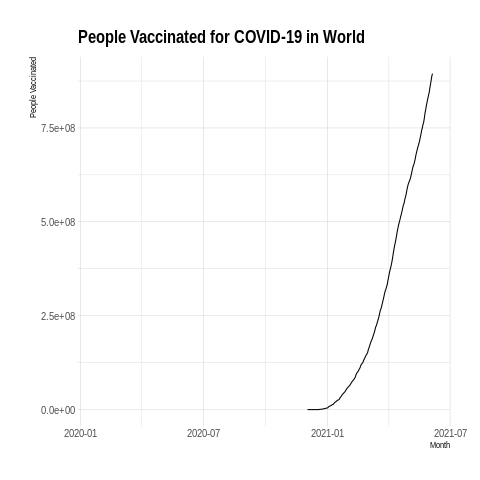 People Vaccinated for COVID-19 in World
People Vaccinated
7.5e+08
5.0e+08
2.5e+08
0.0e+00
2020-01
2020-07
2021-01
2021-07
Month